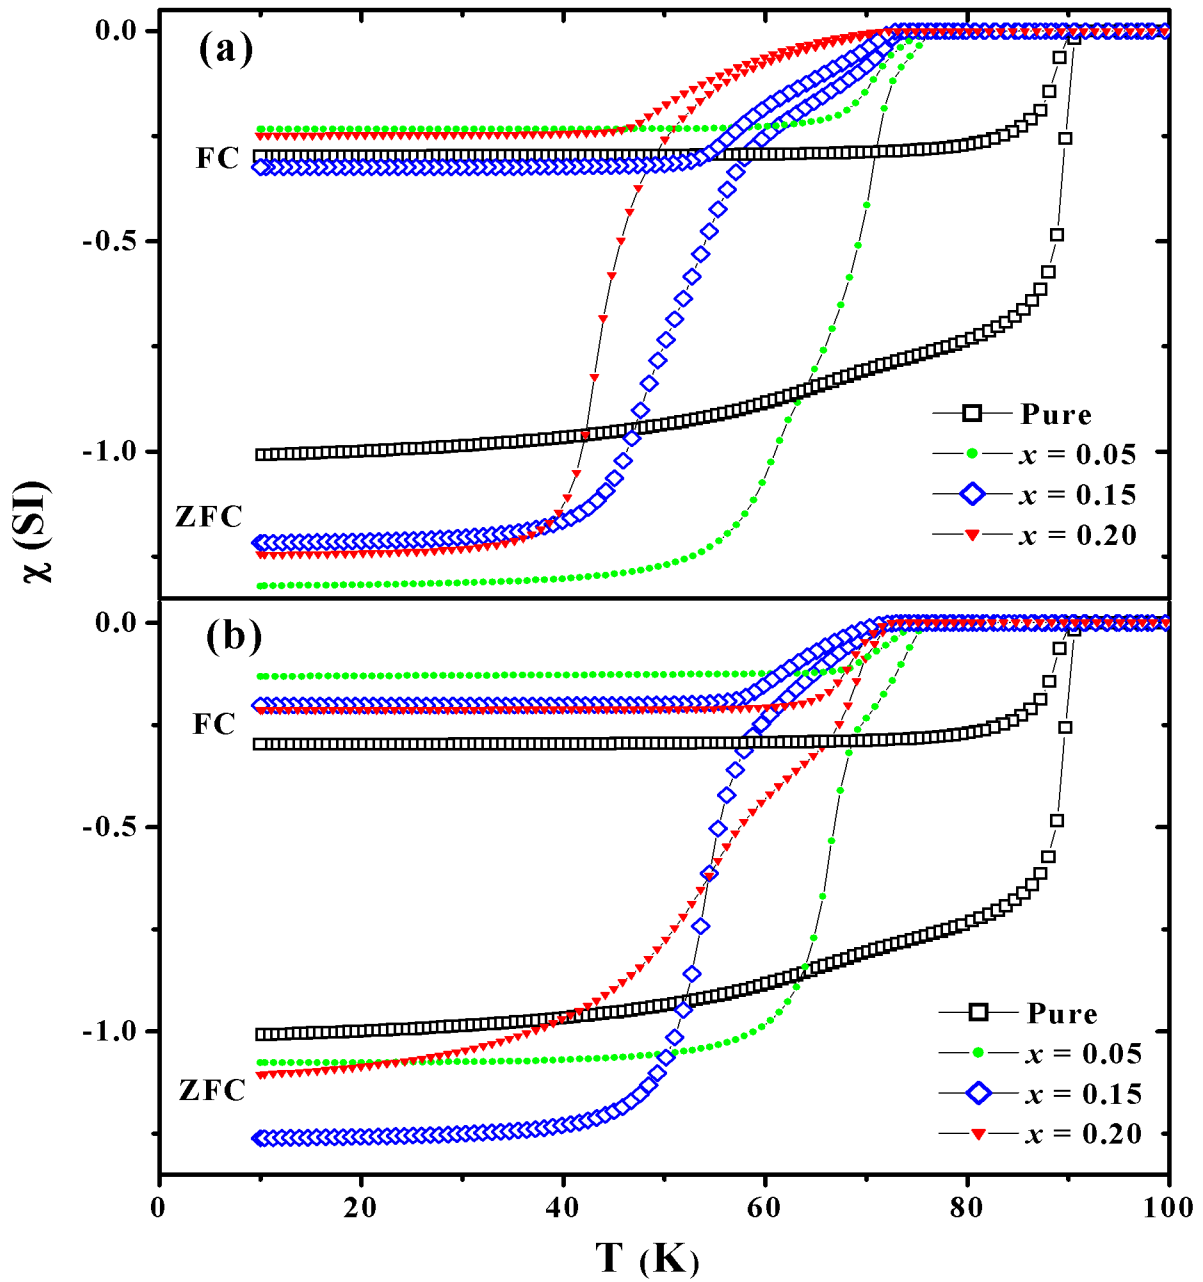 0.0
(a)
FC
-0.5
Pure
-1.0
x = 0.05
x = 0.15
ZFC
x = 0.20
χ (SI)
0.0
(b)
FC
-0.5
-1.0
Pure
x = 0.05
ZFC
x = 0.15
x = 0.20
0 20 40 60 80 100
T (K)